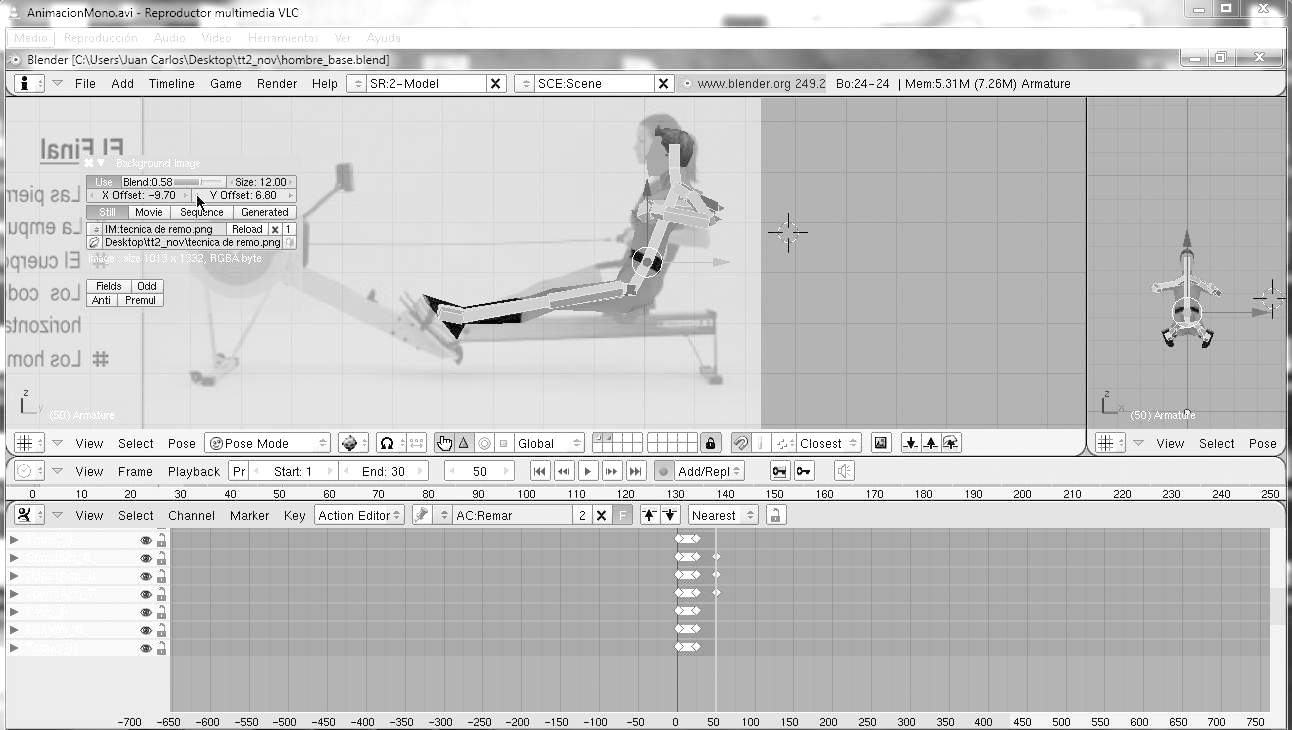 AnimacionMono.avi - Reproductor multimedia VLC
Medio Reproducción Audio Video Herramientas Ver Ayuda
Blender [C:\Users\Juan Carlos\Desktop\tt2_nov\hombre_base.blend]
File Add Timeline Game Render Help SR:2-Model SCE:Scene www.blender.org 249.2 Bo:24-24 | Mem:5.31M (7.26M) Armature
El Final
Background Image
Use Blend:0.58 Size: 12.00
Las pier
X Offset: -9.70 Y Offset: 6.80
Still Movie Sequence Generated
La empu
IM:tecnica de remo.png Reload X 1
Desktop\tt2_nov\tecnica de remo.png
# El cuerpo
Image: size 1013 x 1332, RGBA byte
Fields Odd
Los cod
Anti Premul
horizonta
# Los hom
z y
(50) Armature
z x
(50) Armature
View Select Pose Pose Mode Global Closest
View Select Pose
View Frame Playback Pr Start: 1 End: 30 50 Add/Repl
0 10 20 30 40 50 60 70 80 90 100 110 120 130 140 150 160 170 180 190 200 210 220 230 240 250
View Select Channel Marker Key Action Editor AC:Remar 2 X F Nearest
-700 -650 -600 -550 -500 -450 -400 -350 -300 -250 -200 -150 -100 -50 0 50 100 150 200 250 300 350 400 450 500 550 600 650 700 750